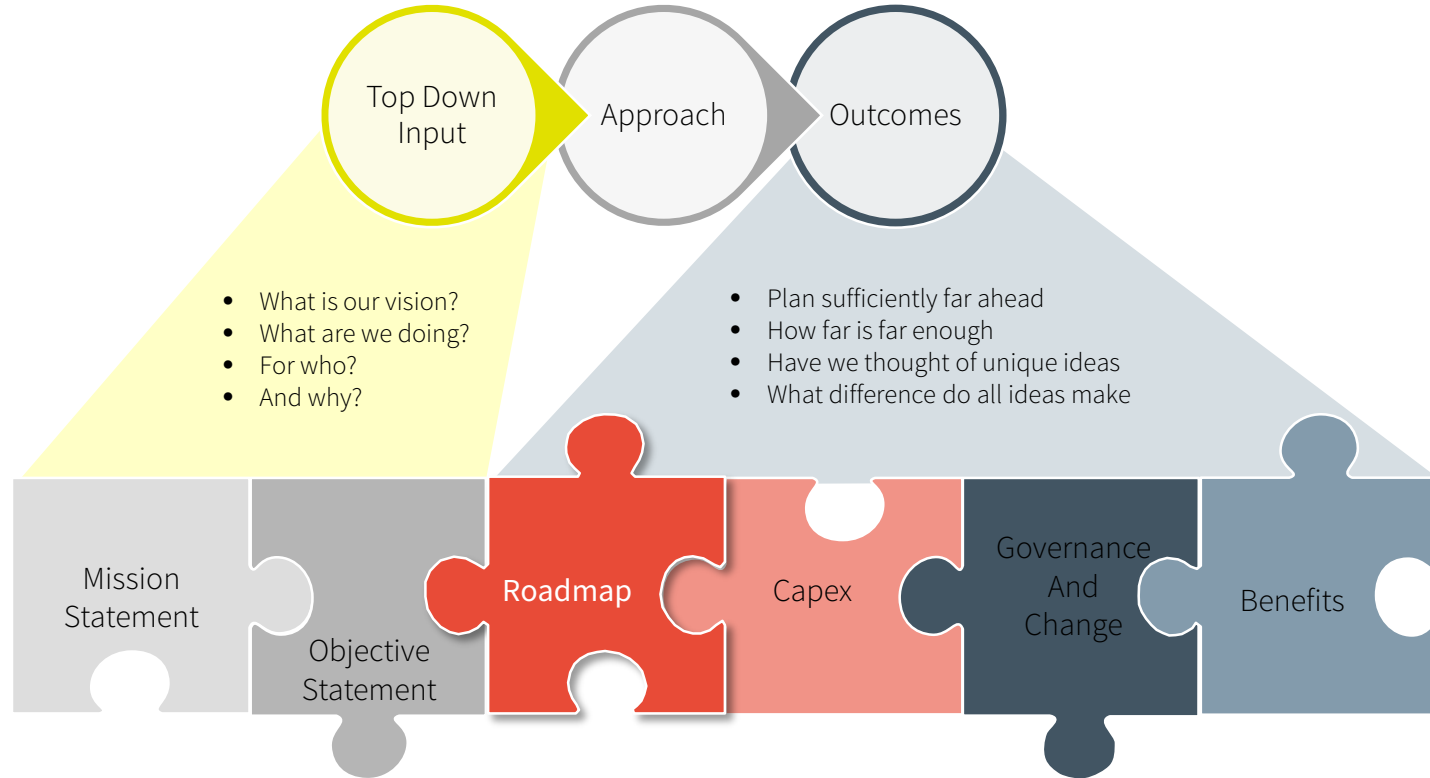 Top Down
Input
Approach
Outcomes
• What is our vision?
• What are we doing?
• For who?
• And why?
• Plan sufficiently far ahead
• How far is far enough
• Have we thought of unique ideas
• What difference do all ideas make
Mission
Statement
Objective
Statement
Roadmap
Capex
Governance
And
Change
Benefits